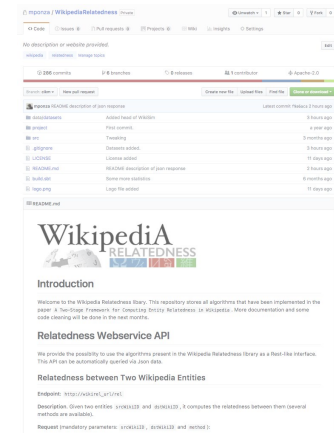 mponza / WikipediaRelatedness Private
Unwatch 1 Star 0 Fork 0
Code Issues 0 Pull requests 0 Projects 0 Wiki Insights Settings
No description or website provided. Edit
wikipedia relatedness Manage topics
286 commits 8 branches 0 releases 1 contributor Apache-2.0
New pull request Create new file Upload files Find file Clone or download
mponza README description of json response Latest commit 3 hours ago
Added head of WikiSim 5 hours ago
project First commit. a year ago
src Tweaking 3 months ago
.gitignore Datasets added. 3 hours ago
LICENSE License added 11 days ago
README.md README description of json response 3 hours ago
build.sbt Some more statistics 6 months ago
logo.png Logo file added 11 days ago
README.md
WikipediA
RELATEDNESS
Introduction
Welcome to the Wikipedia Relatedness libary. This repository stores all algorithms that have been implemented in the
paper A Two-Stage Framework for Computing Entity Relatedness in Wikipedia. More documentation and some
code cleaning will be done in the next months.
Relatedness Webservice API
We provide the possibility to use the algorithms present in the Wikipedia Relatedness library as a Rest-like interface.
This API can be automatically queried via Json data.
Relatedness between Two Wikipedia Entities
Endpoint: http://wikirel_url/rel.
Description. Given two entities srcWikiID and dstWikiID, it computes the relatedness between them (several
methods are available).
Request (mandatory parameters: srcWikiID, dstWikiID and method):